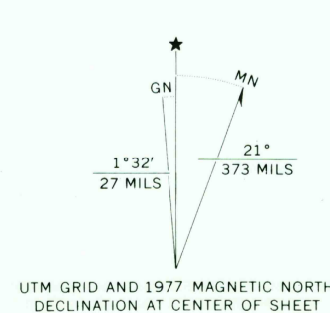 ★
GN
MN
1°32′
27 MILS
21°
373 MILS
UTM GRID AND 1977 MAGNETIC NORTH
DECLINATION AT CENTER OF SHEET